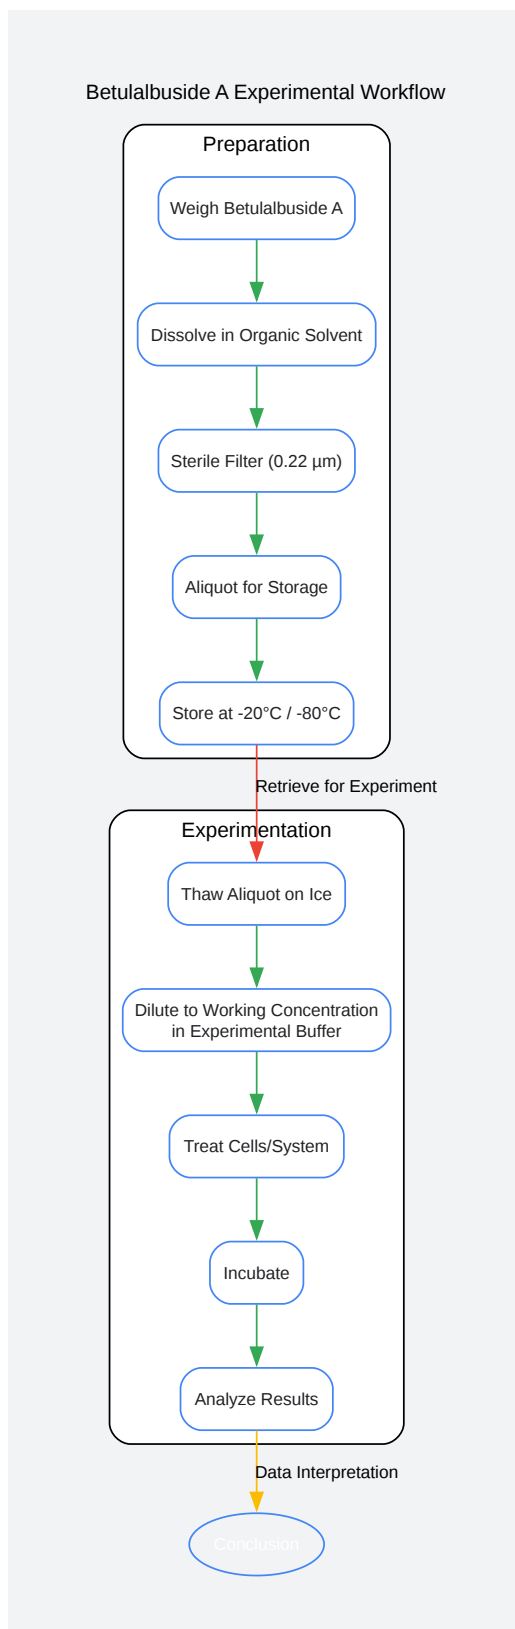 Betulalbuside A Experimental Workflow
Preparation
Weigh Betulalbuside A
Dissolve in Organic Solvent
Sterile Filter (0.22 µm)
Aliquot for Storage
Store at -20°C / -80°C
Retrieve for Experiment
Experimentation
Thaw Aliquot on Ice
Dilute to Working Concentration
in Experimental Buffer
Treat Cells/System
Incubate
Analyze Results
Data Interpretation
Conclusion